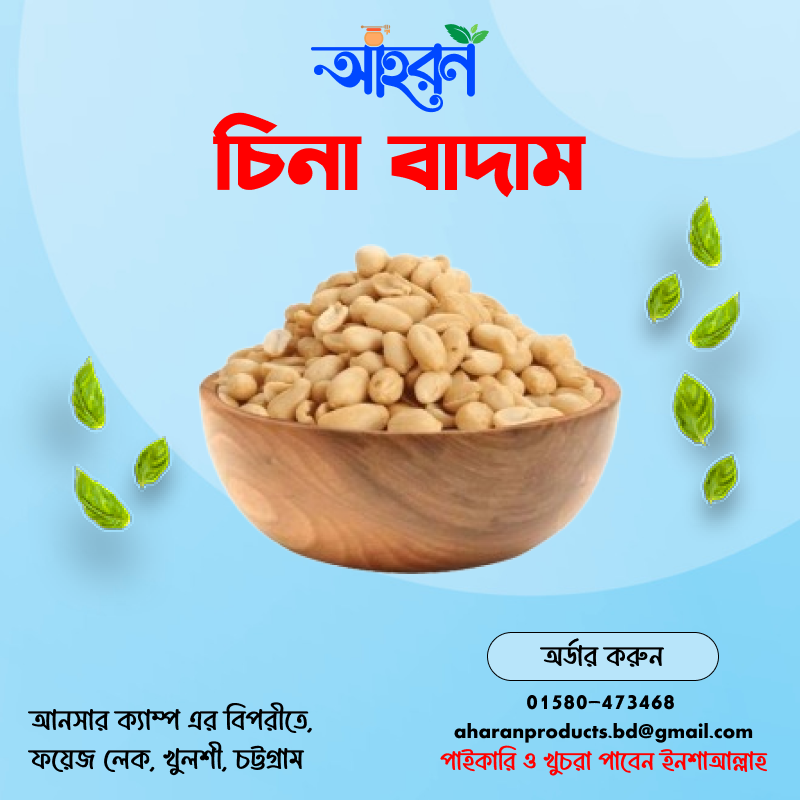 আহরন
চিনা বাদাম
অর্ডার করুন
01580-473468
aharanproducts.bd@gmail.com
পাইকারি ও খুচরা পাবেন ইনশাআল্লাহ
আনসার ক্যাম্প এর বিপরীতে,
ফয়েজ লেক, খুলশী, চট্টগ্রাম